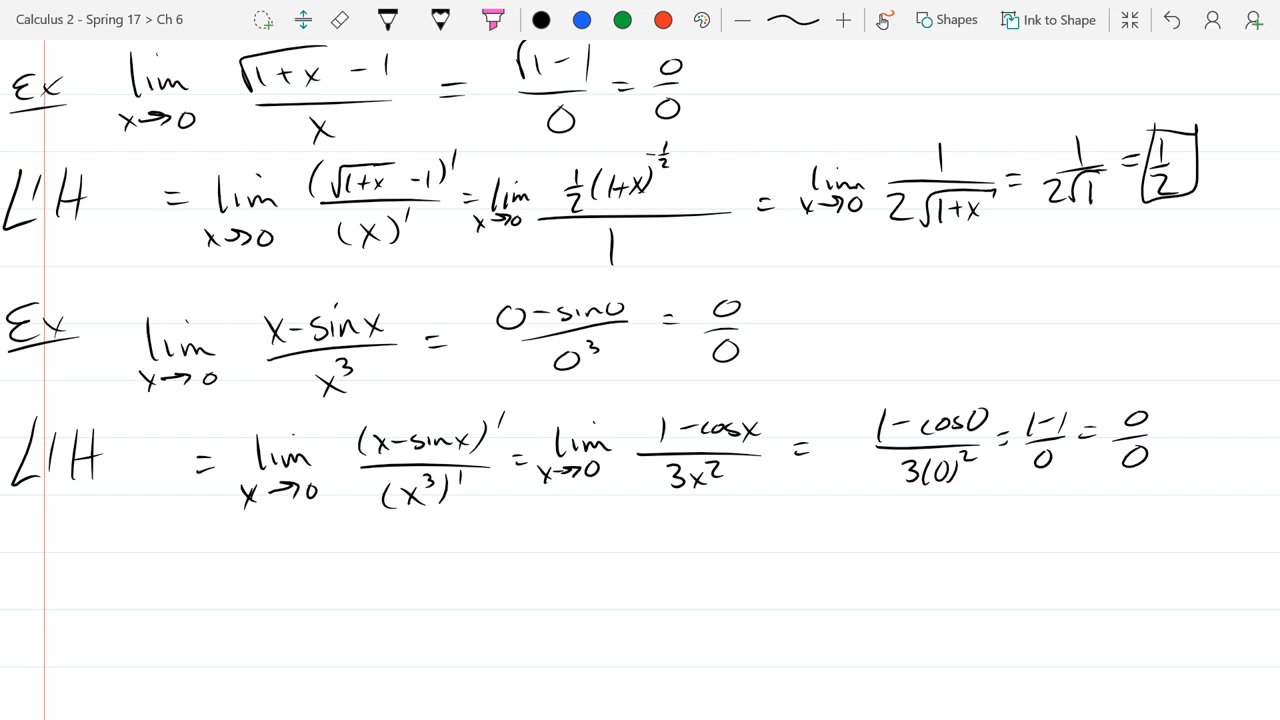 Calculus 2 - Spring 17 > Ch 6 Shapes Ink to Shape
Ex lim x→0 (√(1+x) - 1)/x = (√1 - 1)/0 = 0/0
L'H = lim x→0 (√(1+x) - 1)'/(x)' = lim x→0 (1/2 (1+x)^(-1/2))/1 = lim x→0 1/(2√(1+x)) = 1/(2√1) = 1/2
Ex lim x→0 (x - sin x)/x³ = (0 - sin 0)/0³ = 0/0
L'H = lim x→0 (x - sin x)'/(x³)' = lim x→0 (1 - cos x)/(3x²) = (1 - cos 0)/(3(0)²) = (1-1)/0 = 0/0